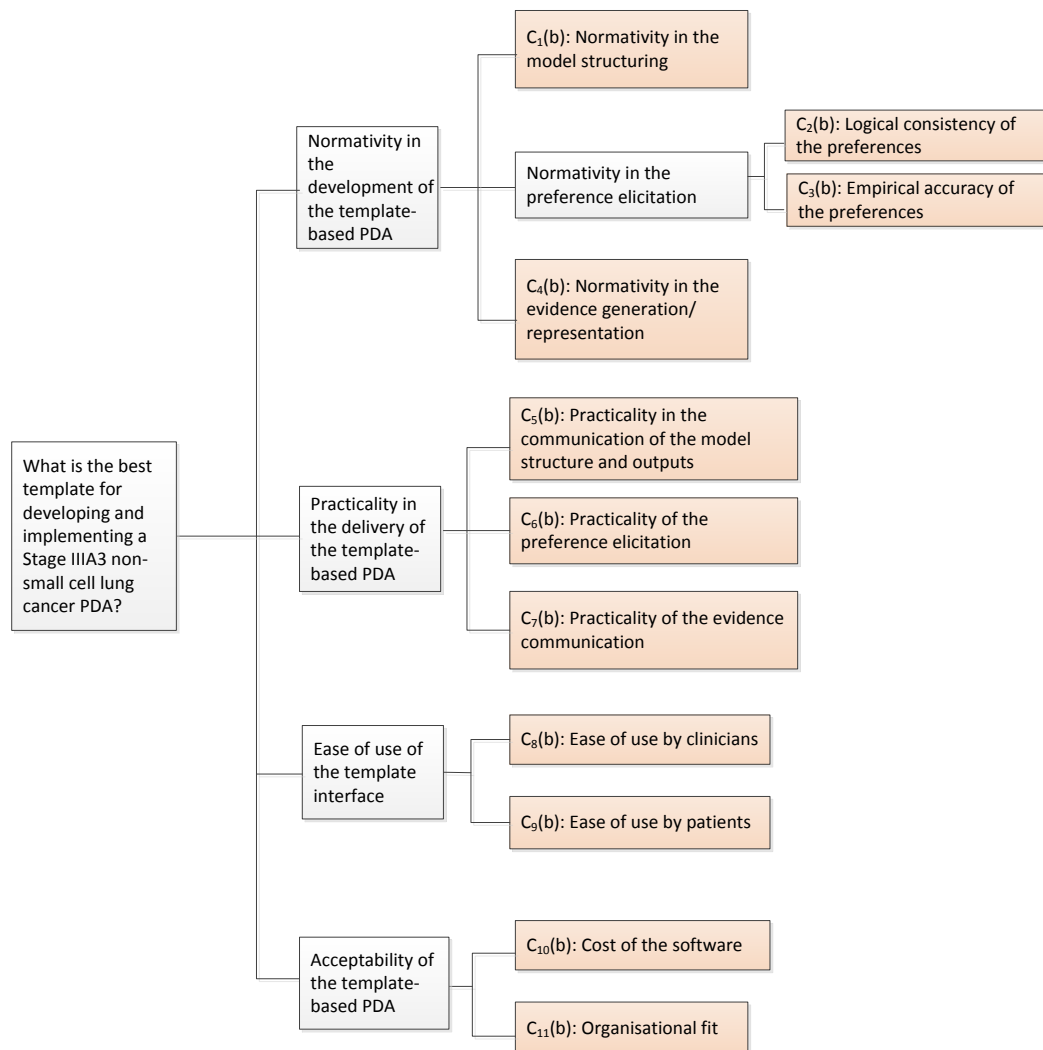 What is the best
template for
developing and
implementing a
Stage IIIA3 non-
small cell lung
cancer PDA?
Normativity in
the
development of
the template-
based PDA
C₁(b): Normativity in the
model structuring
Normativity in the
preference elicitation
C₂(b): Logical consistency of
the preferences
C₃(b): Empirical accuracy of
the preferences
C₄(b): Normativity in the
evidence generation/
representation
Practicality in
the delivery of
the template-
based PDA
C₅(b): Practicality in the
communication of the model
structure and outputs
C₆(b): Practicality of the
preference elicitation
C₇(b): Practicality of the evidence
communication
Ease of use of
the template
interface
C₈(b): Ease of use by clinicians
C₉(b): Ease of use by patients
Acceptability of
the template-
based PDA
C₁₀(b): Cost of the software
C₁₁(b): Organisational fit